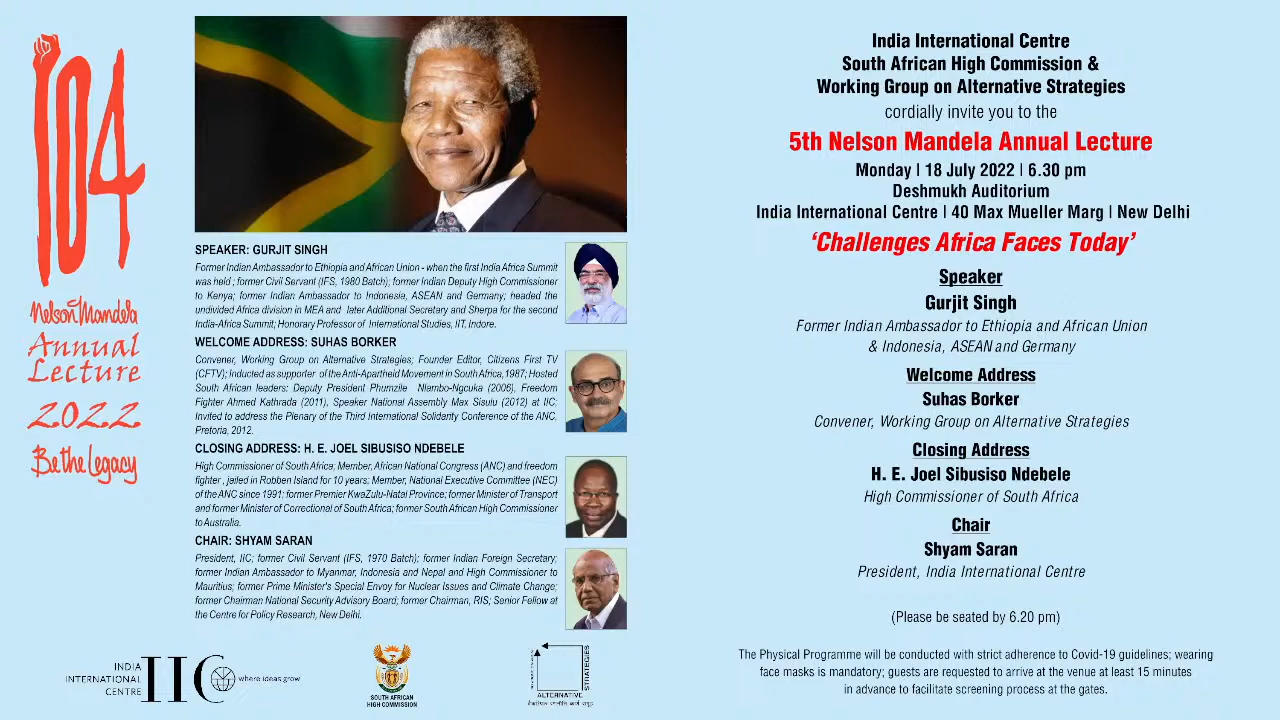 104
Nelson Mandela
Annual
Lecture
2022
Be the Legacy
SPEAKER: GURJIT SINGH
Former Indian Ambassador to Ethiopia and African Union - when the first India Africa Summit
was held ; former Civil Servant (IFS, 1980 Batch); former Indian Deputy High Commissioner
to Kenya; former Indian Ambassador to Indonesia, ASEAN and Germany; headed the
undivided Africa division in MEA and later Additional Secretary and Sherpa for the second
India-Africa Summit; Honorary Professor of International Studies, IIT, Indore.
WELCOME ADDRESS: SUHAS BORKER
Convener, Working Group on Alternative Strategies; Founder Editor, Citizens First TV
(CFTV); Inducted as supporter of the Anti-Apartheid Movement in South Africa,1987; Hosted
South African leaders: Deputy President Phumzile Nlambo-Ngcuka (2006), Freedom
Fighter Ahmed Kathrada (2011), Speaker National Assembly Max Sisulu (2012) at IIC;
Invited to address the Plenary of the Third International Solidarity Conference of the ANC,
Pretoria, 2012.
CLOSING ADDRESS: H. E. JOEL SIBUSISO NDEBELE
High Commissioner of South Africa; Member, African National Congress (ANC) and freedom
fighter , jailed in Robben Island for 10 years; Member, National Executive Committee (NEC)
of the ANC since 1991; former Premier KwaZulu-Natal Province; former Minister of Transport
and former Minister of Correctional of South Africa; former South African High Commissioner
to Australia.
CHAIR: SHYAM SARAN
President, IIC; former Civil Servant (IFS, 1970 Batch); former Indian Foreign Secretary;
former Indian Ambassador to Myanmar, Indonesia and Nepal and High Commissioner to
Mauritius; former Prime Minister's Special Envoy for Nuclear Issues and Climate Change;
former Chairman National Security Advisory Board; former Chairman, RIS; Senior Fellow at
the Centre for Policy Research, New Delhi.
INDIA
INTERNATIONAL
CENTRE
IIC
where ideas grow
SOUTH AFRICAN
HIGH COMMISSION
STRATEGIES
ALTERNATIVE
India International Centre
South African High Commission &
Working Group on Alternative Strategies
cordially invite you to the
5th Nelson Mandela Annual Lecture
Monday I 18 July 2022 I 6.30 pm
Deshmukh Auditorium
India International Centre I 40 Max Mueller Marg I New Delhi
‘Challenges Africa Faces Today’
Speaker
Gurjit Singh
Former Indian Ambassador to Ethiopia and African Union
& Indonesia, ASEAN and Germany
Welcome Address
Suhas Borker
Convener, Working Group on Alternative Strategies
Closing Address
H. E. Joel Sibusiso Ndebele
High Commissioner of South Africa
Chair
Shyam Saran
President, India International Centre
(Please be seated by 6.20 pm)
The Physical Programme will be conducted with strict adherence to Covid-19 guidelines; wearing
face masks is mandatory; guests are requested to arrive at the venue at least 15 minutes
in advance to facilitate screening process at the gates.